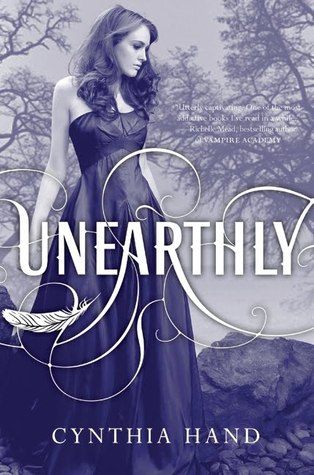 "Utterly captivating. One of the most
addictive books I've read in a while."
Richelle Mead, bestselling author
of VAMPIRE ACADEMY
UNEARTHLY
CYNTHIA HAND